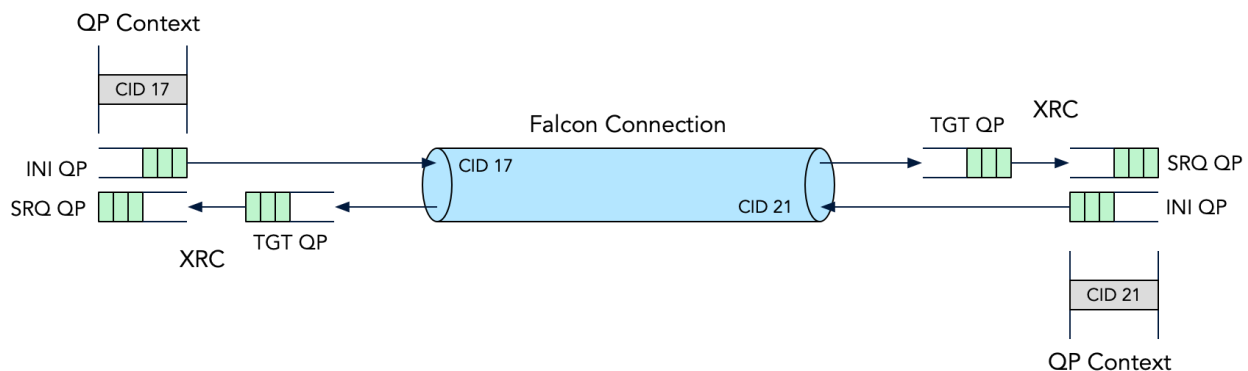 QP Context
CID 17
Falcon Connection
XRC
TGT QP
INI QP
CID 17
SRQ QP
SRQ QP
CID 21
INI QP
TGT QP
XRC
CID 21
QP Context